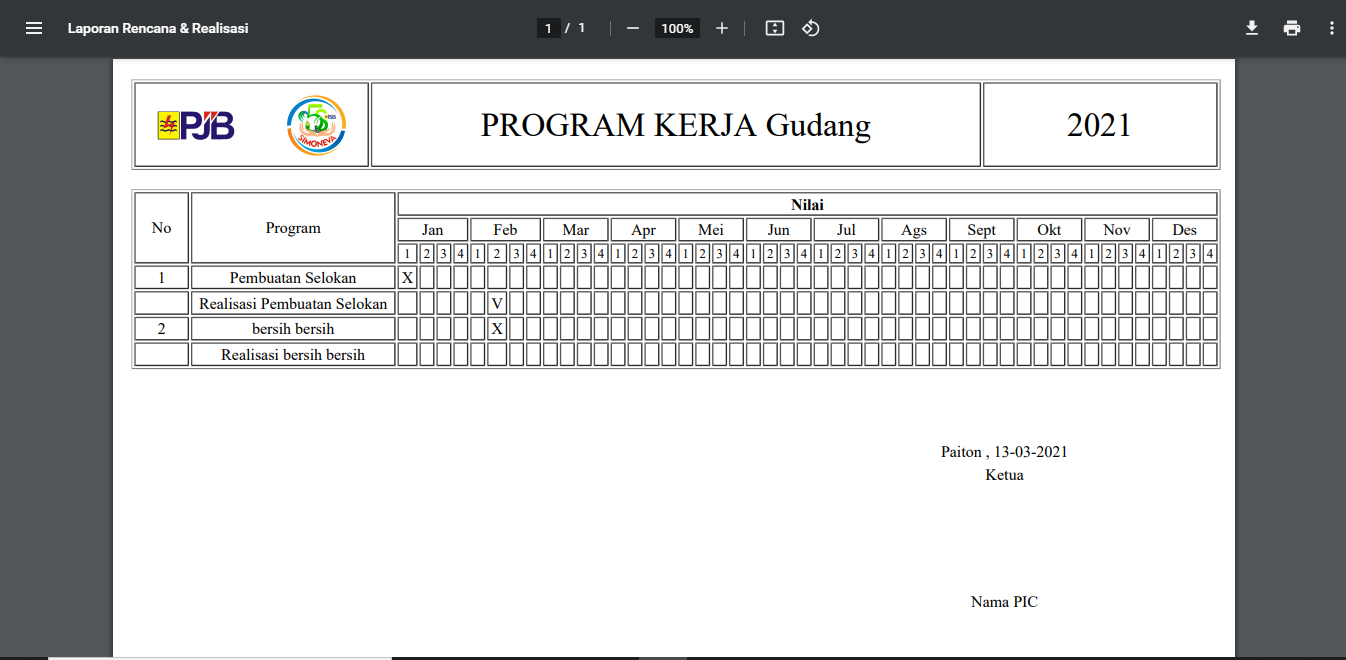 Laporan Rencana & Realisasi 1 / 1 100%
PJB 5S PJB SIMONEVA PROGRAM KERJA Gudang 2021
No Program Nilai
Jan Feb Mar Apr Mei Jun Jul Ags Sept Okt Nov Des
1 2 3 4 1 2 3 4 1 2 3 4 1 2 3 4 1 2 3 4 1 2 3 4 1 2 3 4 1 2 3 4 1 2 3 4 1 2 3 4 1 2 3 4 1 2 3 4
1 Pembuatan Selokan X
Realisasi Pembuatan Selokan V
2 bersih bersih X
Realisasi bersih bersih
Paiton , 13-03-2021
Ketua
Nama PIC